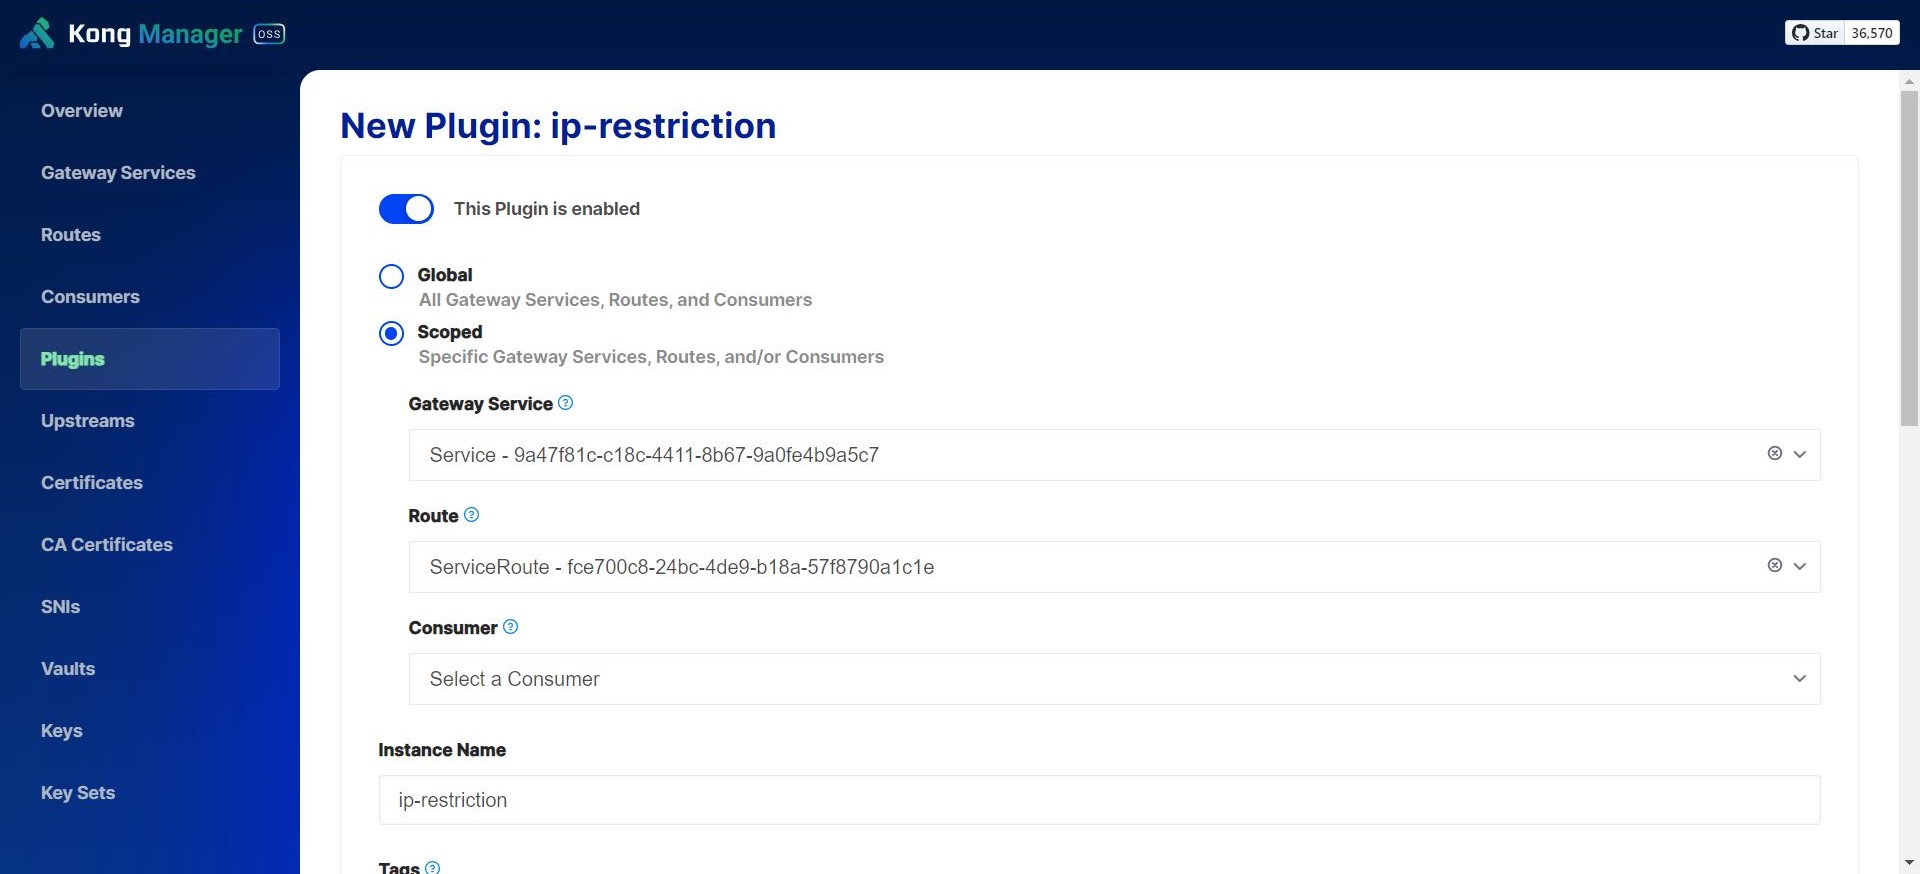 Kong Manager OSS
Star 36,570
Overview
Gateway Services
Routes
Consumers
Plugins
Upstreams
Certificates
CA Certificates
SNIs
Vaults
Keys
Key Sets
New Plugin: ip-restriction
This Plugin is enabled
Global
All Gateway Services, Routes, and Consumers
Scoped
Specific Gateway Services, Routes, and/or Consumers
Gateway Service ?
Service - 9a47f81c-c18c-4411-8b67-9a0fe4b9a5c7
Route ?
ServiceRoute - fce700c8-24bc-4de9-b18a-57f8790a1c1e
Consumer ?
Select a Consumer
Instance Name
ip-restriction
Tags ?